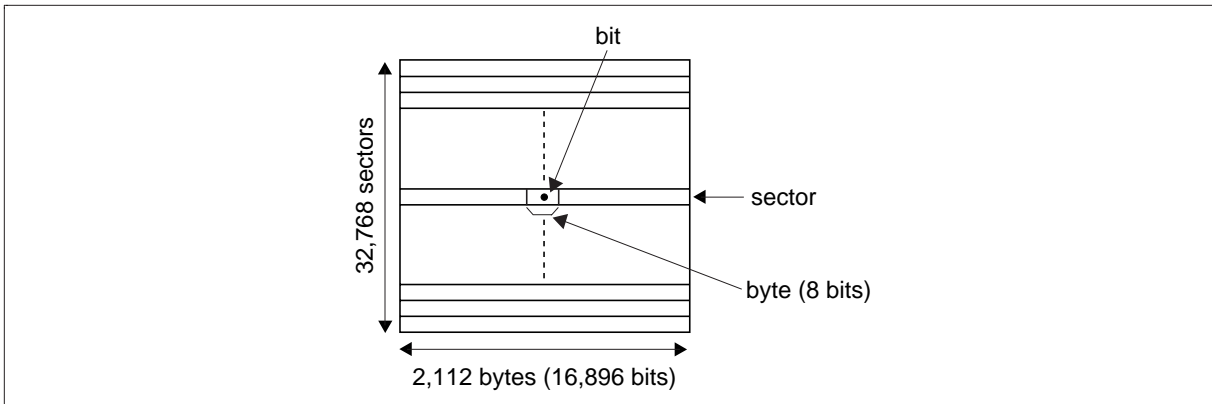 bit
32,768 sectors
sector
byte (8 bits)
2,112 bytes (16,896 bits)